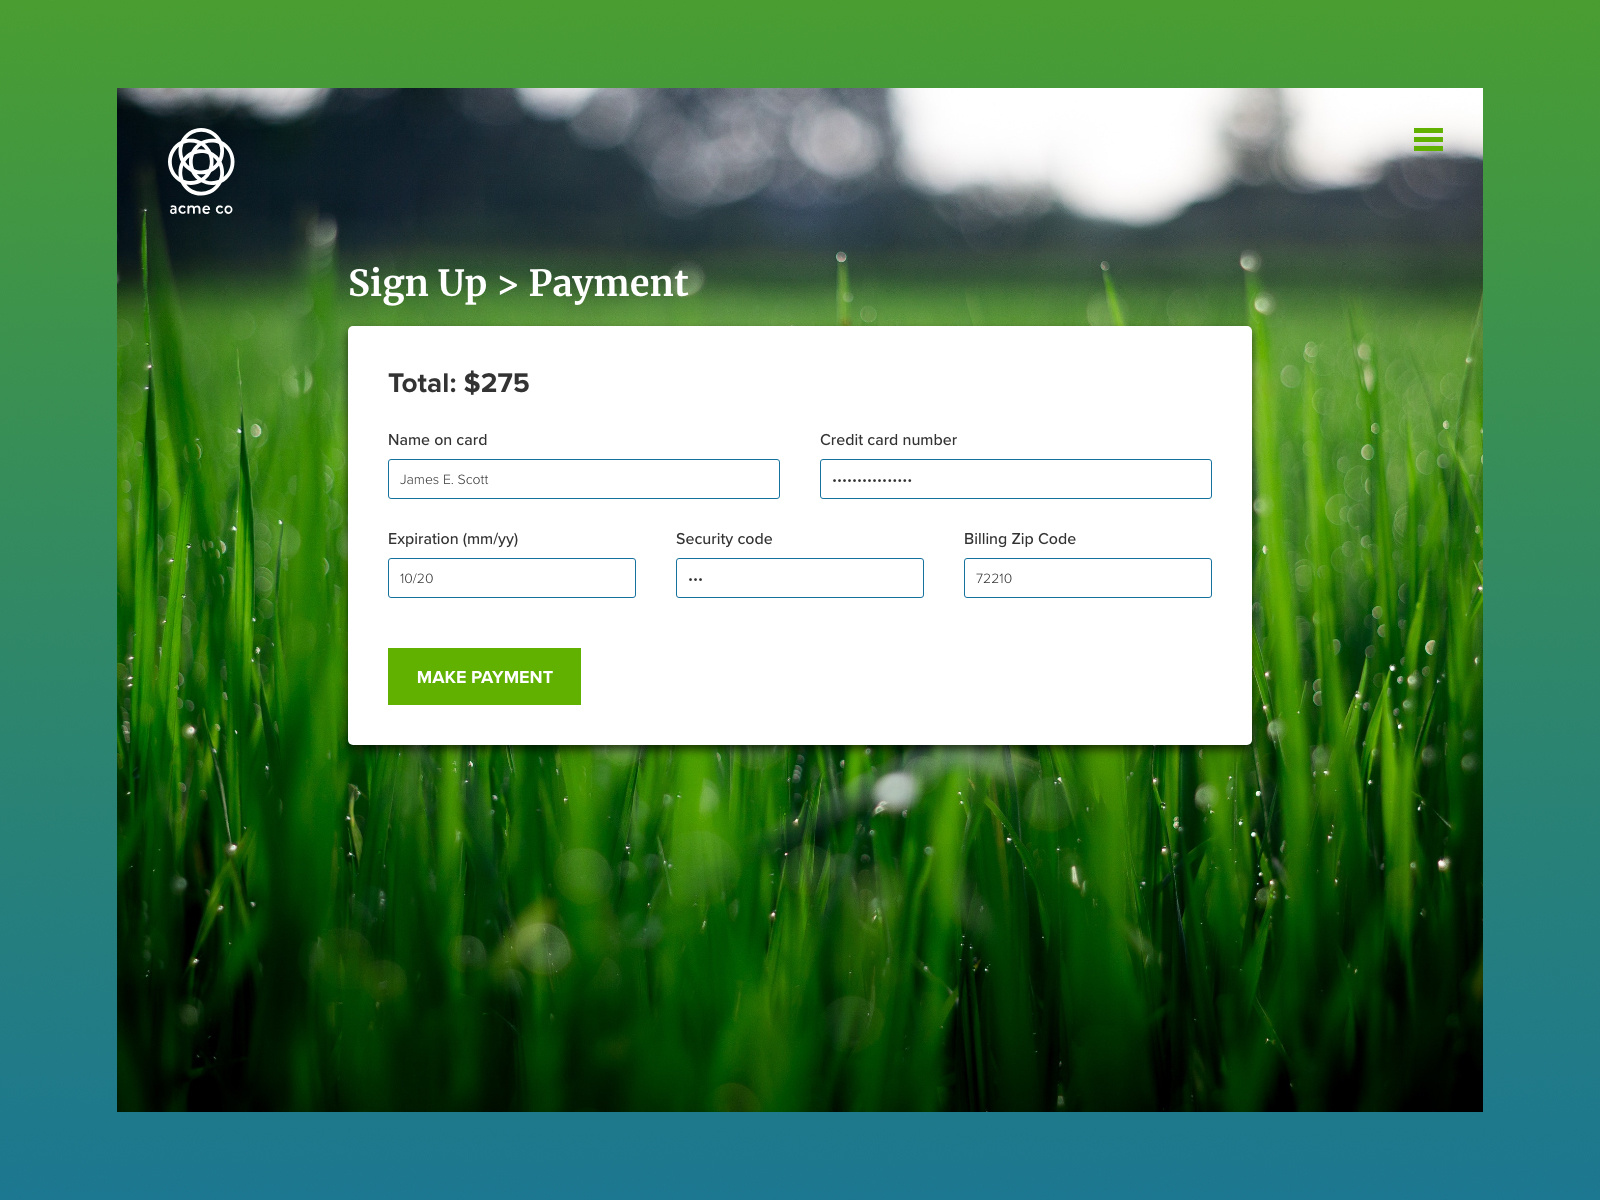 acme co
Sign Up > Payment
Total: $275
Name on card
Credit card number
James E. Scott
••••••••••••••••
Expiration (mm/yy)
Security code
Billing Zip Code
10/20
•••
72210
MAKE PAYMENT